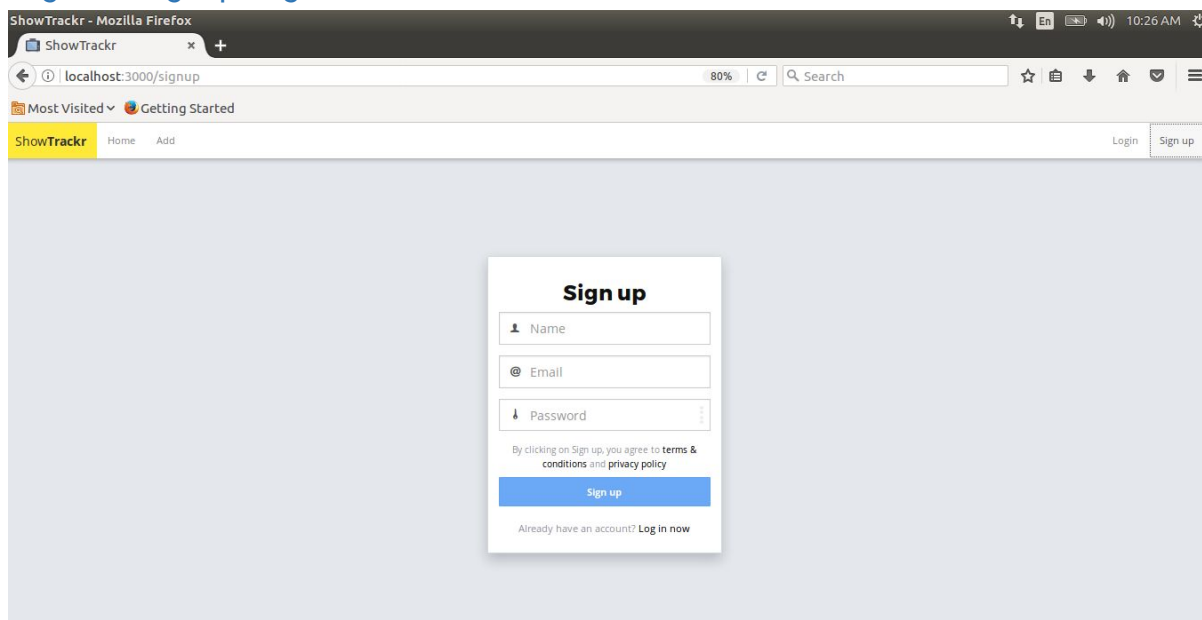 ShowTrackr - Mozilla Firefox En 10:26 AM
ShowTrackr × +
localhost:3000/signup 80% Search
Most Visited Getting Started
ShowTrackr Home Add Login Sign up
Sign up
Name
@ Email
Password
By clicking on Sign up, you agree to terms &
conditions and privacy policy
Sign up
Already have an account? Log in now